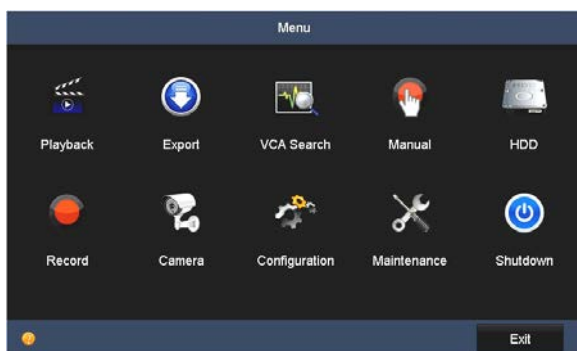 Menu
Playback Export VCA Search Manual HDD
Record Camera Configuration Maintenance Shutdown
Exit